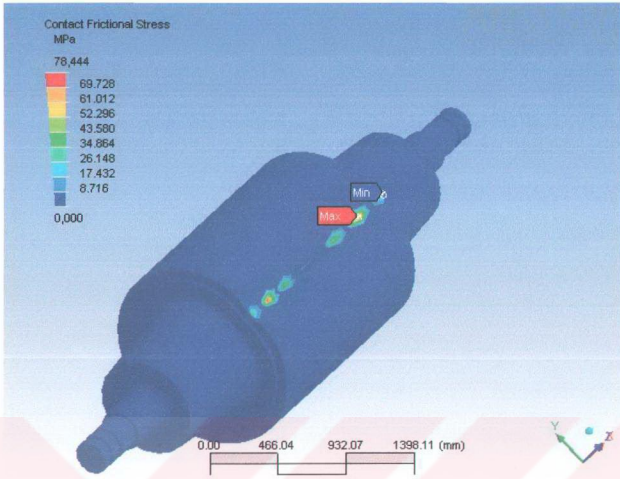 Contact Frictional Stress
MPa
78,444
69.728
61.012
52.296
43.580
34.864
26.148
17.432
8.716
0,000
Min
Max
0.00 466.04 932.07 1398.11 (mm)
Y Z